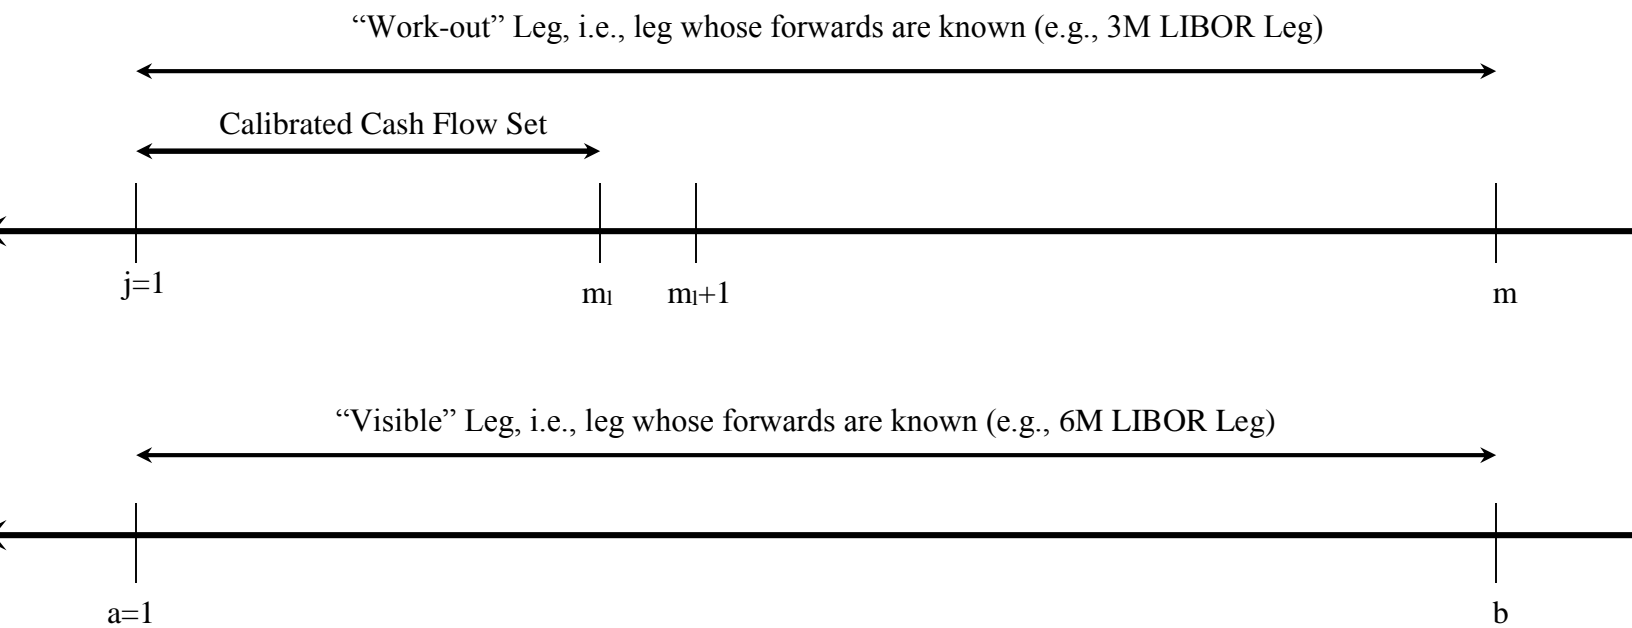 “Work-out” Leg, i.e., leg whose forwards are known (e.g., 3M LIBOR Leg)
Calibrated Cash Flow Set
j=1
mₗ
mₗ+1
m
“Visible” Leg, i.e., leg whose forwards are known (e.g., 6M LIBOR Leg)
a=1
b